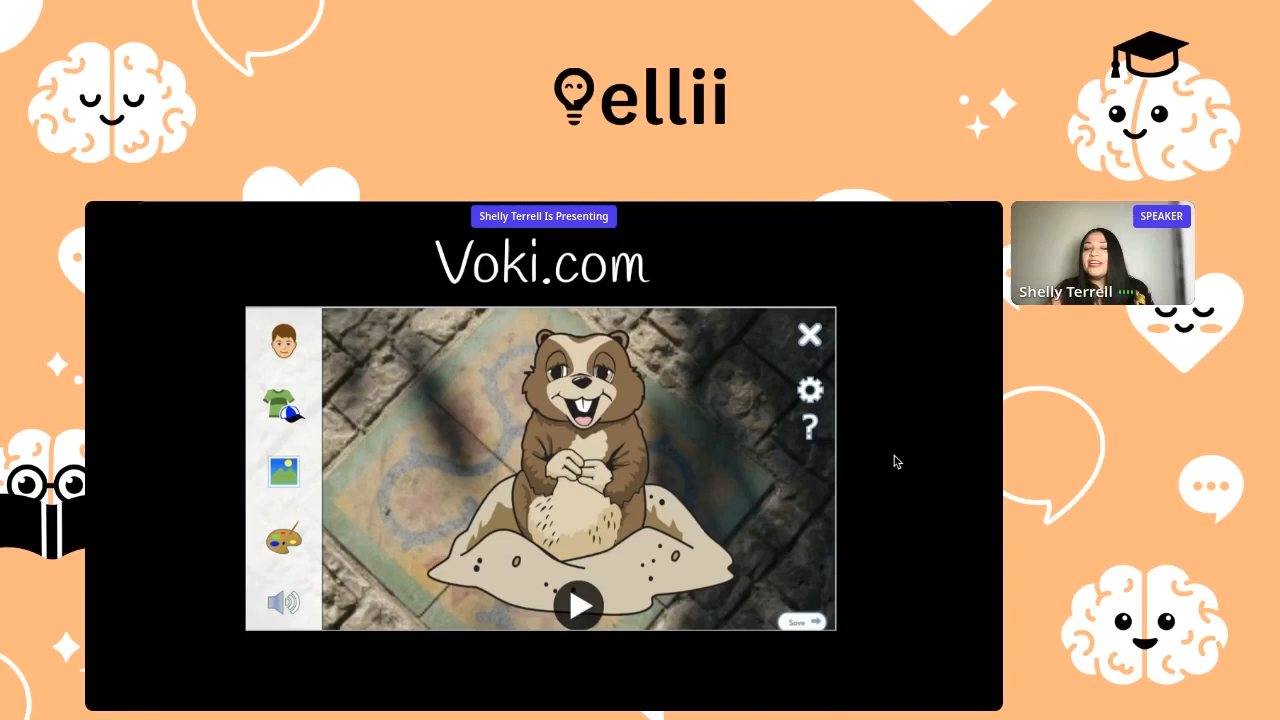 ellii
Shelly Terrell Is Presenting
SPEAKER
Voki.com
Shelly Terrell
?
Save